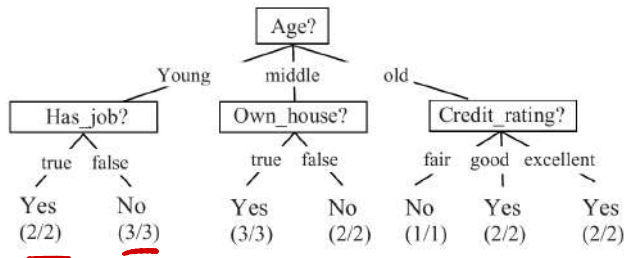 Age?
Young middle old
Has_job? Own_house? Credit_rating?
true false true false fair good excellent
Yes No Yes No No Yes Yes
(2/2) (3/3) (3/3) (2/2) (1/1) (2/2) (2/2)